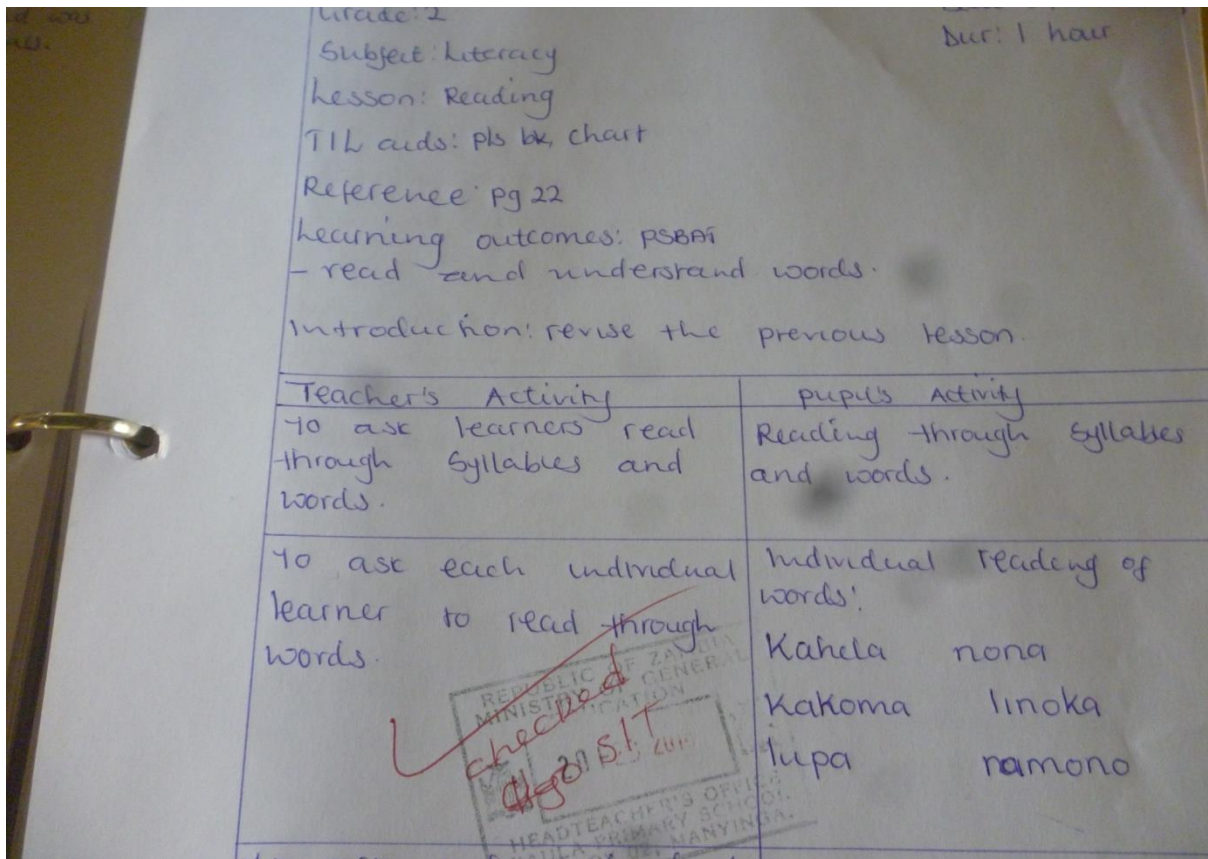 Grade: 2
Dur: 1 hour
Subject: Literacy
Lesson: Reading
T/L aids: pls bk, chart
Reference: pg 22
Learning outcomes: PSBAT
- read and understand words.
Introduction: revise the previous lesson.
Teacher's Activity
pupil's Activity
To ask learners read
through syllables and
words.
Reading through syllables
and words.
To ask each individual
learner to read through
words.
Individual reading of
words:
Kahela nona
Kakoma linoka
lupa namono
checked
S.I.T
REPUBLIC OF ZAMBIA
MINISTRY OF GENERAL
EDUCATION
HEADTEACHER'S OFFICE
PRIMARY SCHOOL
MANYINGA.